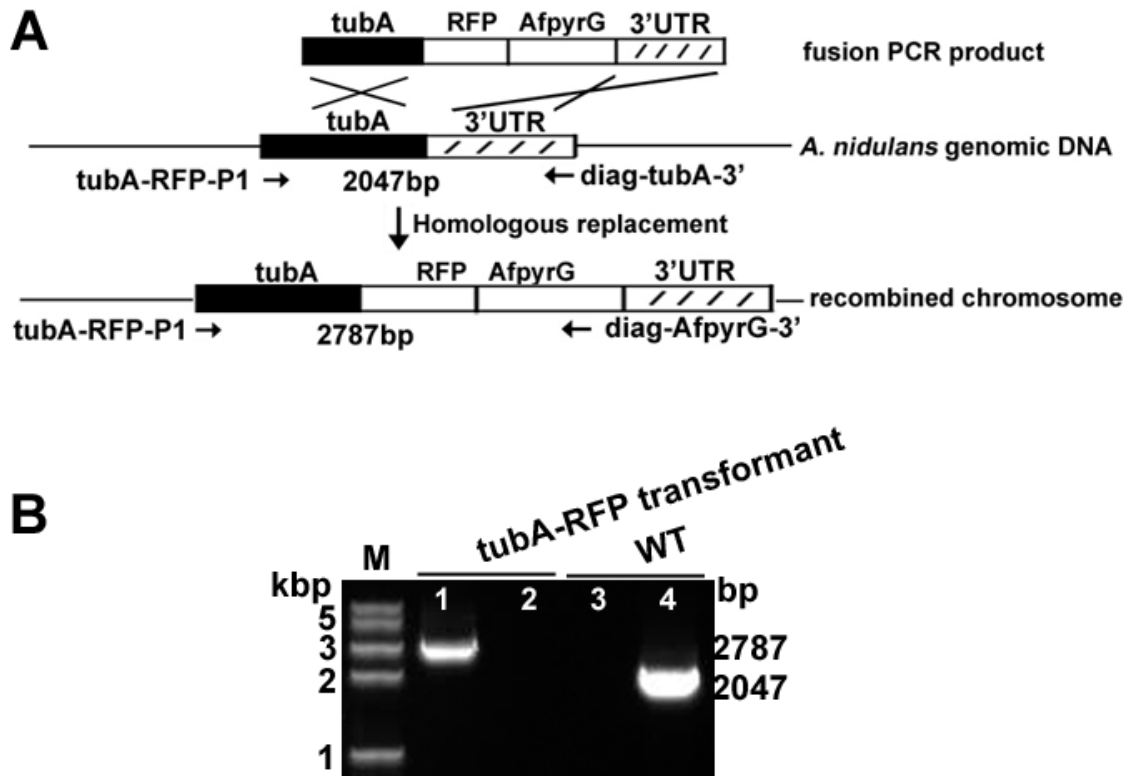 A
tubA RFP AfpyrG 3'UTR
fusion PCR product
tubA 3'UTR
A. nidulans genomic DNA
tubA-RFP-P1 2047bp diag-tubA-3'
Homologous replacement
tubA RFP AfpyrG 3'UTR
recombined chromosome
tubA-RFP-P1 2787bp diag-AfpyrG-3'
B
tubA-RFP transformant
M WT
kbp 1 2 3 4 bp
5
3 2787
2 2047
1